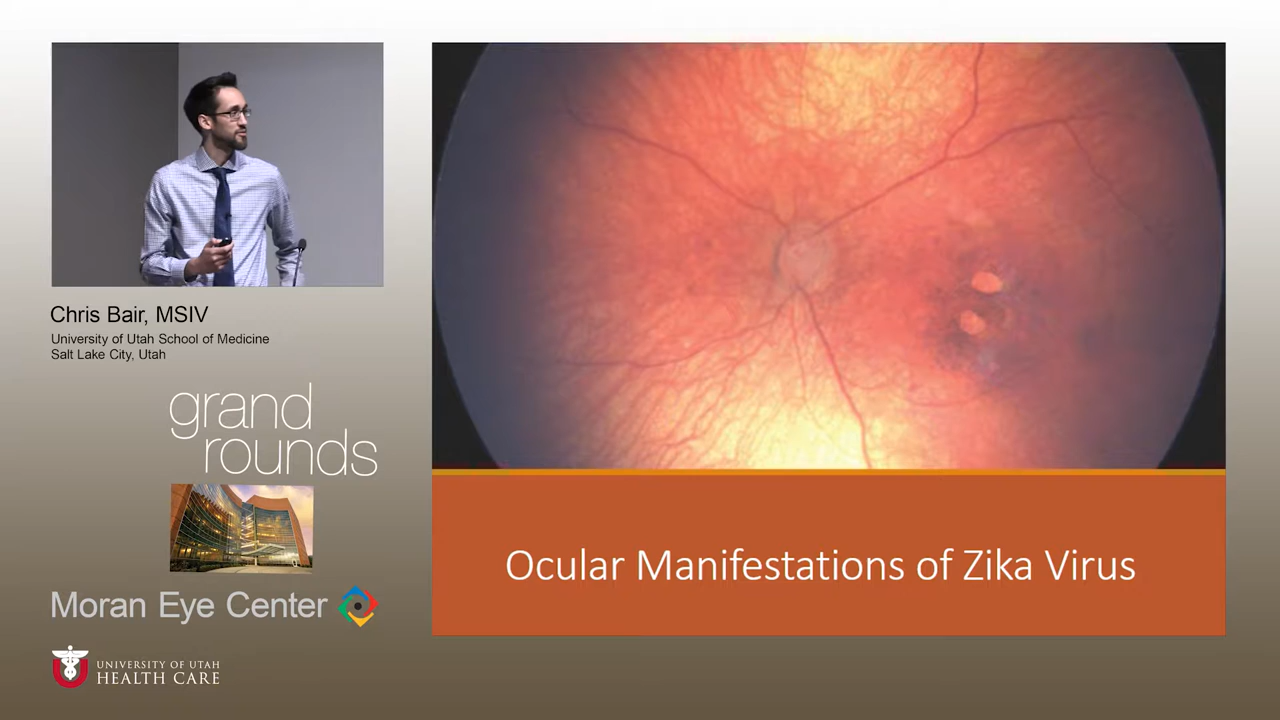 Chris Bair, MSIV
University of Utah School of Medicine
Salt Lake City, Utah
grand
rounds
Moran Eye Center
UNIVERSITY OF UTAH
HEALTH CARE
Ocular Manifestations of Zika Virus